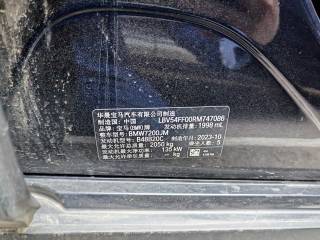 华晨宝马汽车有限公司制造
制造国：中国 LBV54FF00RM747086
品牌：宝马(BMW)牌 发动机排量：1998 mL
整车型号：BMW7200JM
发动机型号：B48B20C 制造年月：2023-10
最大允许总质量：2050 kg 乘坐人数：5
发动机最大净功率：135 kW
-- kg